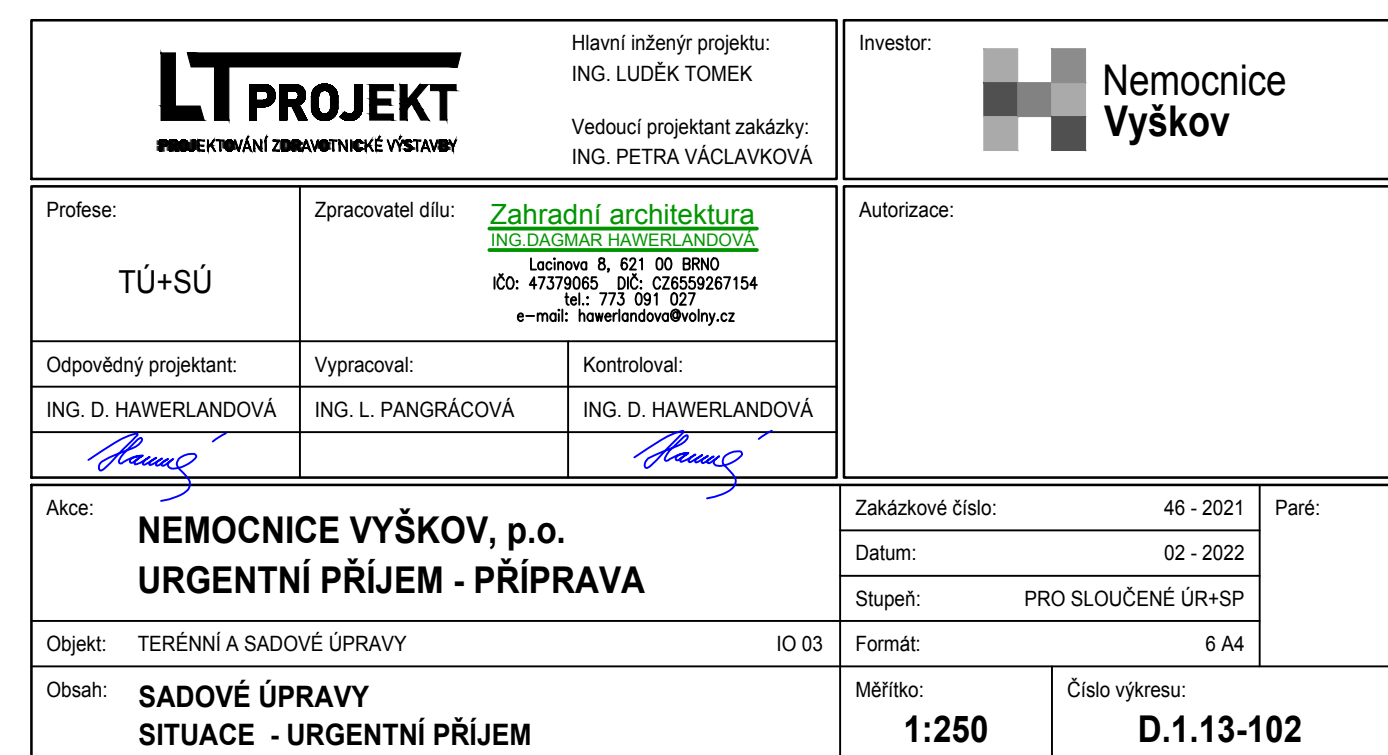 LT PROJEKT
PROJEKTOVÁNÍ ZDRAVOTNICKÉ VÝSTAVBY
Hlavní inženýr projektu:
ING. LUDĚK TOMEK
Vedoucí projektant zakázky:
ING. PETRA VÁCLAVKOVÁ
Investor:
Nemocnice
Vyškov
Profese:
TÚ+SÚ
Zpracovatel dílu:
Zahradní architektura
ING.DAGMAR HAWERLANDOVÁ
Lacinova 8, 621 00 BRNO
IČO: 47379065 DIČ: CZ6559267154
tel.: 773 091 027
e-mail: hawerlandova@volny.cz
Autorizace:
Odpovědný projektant:
Vypracoval:
Kontroloval:
ING. D. HAWERLANDOVÁ
ING. L. PANGRÁCOVÁ
ING. D. HAWERLANDOVÁ
Akce:
NEMOCNICE VYŠKOV, p.o.
URGENTNÍ PŘÍJEM - PŘÍPRAVA
Zakázkové číslo: 46 - 2021
Paré:
Datum: 02 - 2022
Stupeň: PRO SLOUČENÉ ÚR+SP
Objekt: TERÉNNÍ A SADOVÉ ÚPRAVY IO 03
Formát: 6 A4
Obsah: SADOVÉ ÚPRAVY
SITUACE - URGENTNÍ PŘÍJEM
Měřítko:
1:250
Číslo výkresu:
D.1.13-102